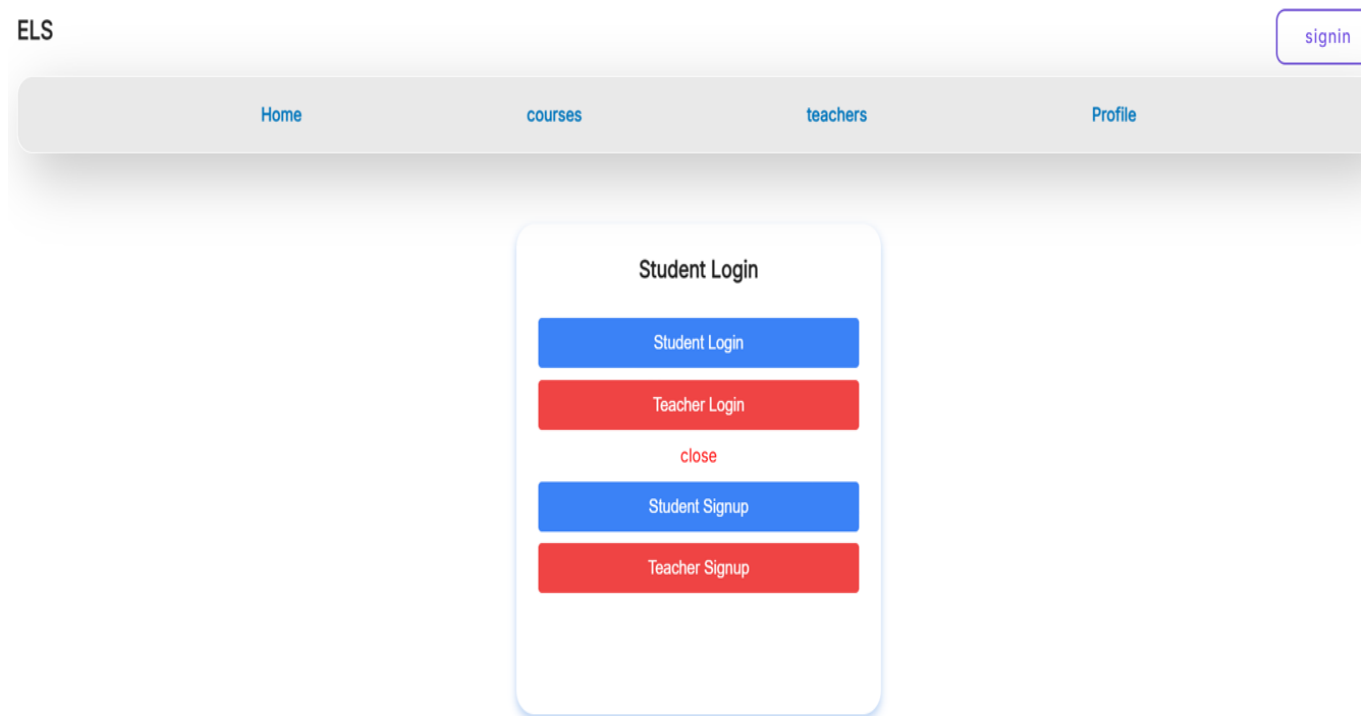 ELS
signin
Home courses teachers Profile
Student Login
Student Login
Teacher Login
close
Student Signup
Teacher Signup